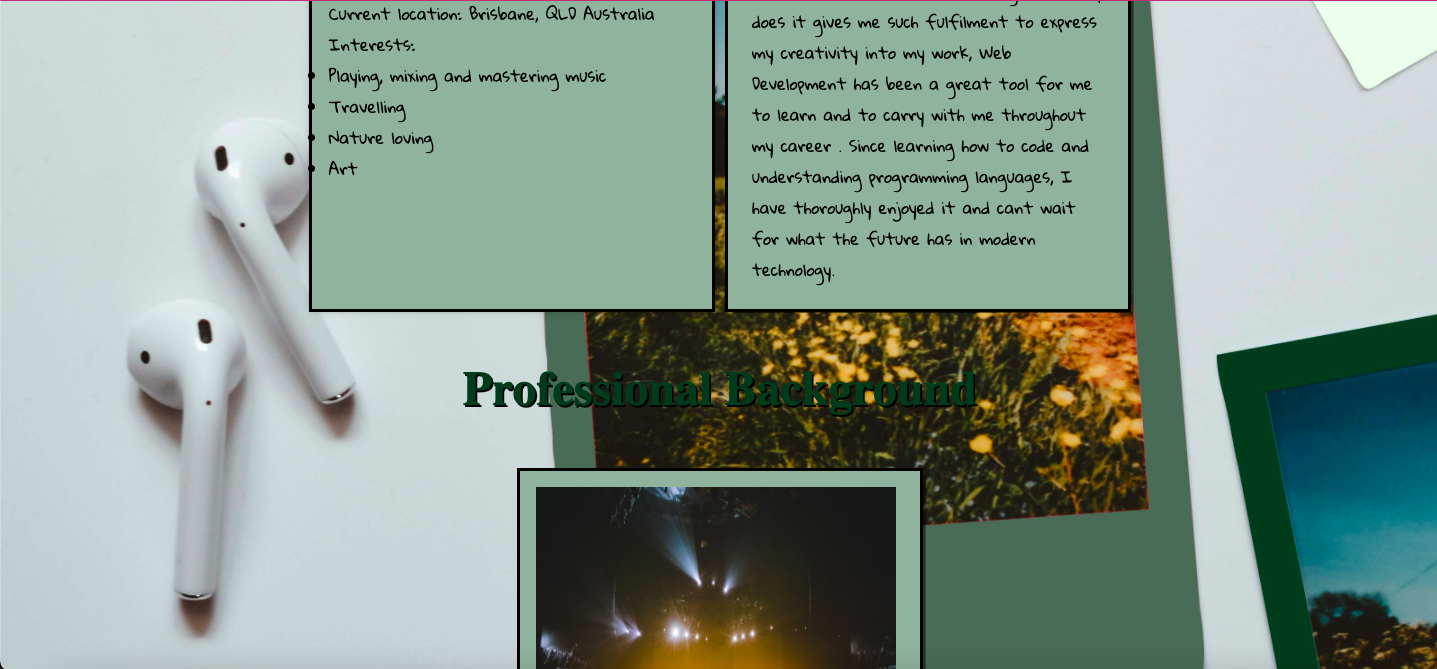 Current location: Brisbane, QLD Australia
Interests:
Playing, mixing and mastering music
Travelling
Nature loving
Art
does it gives me such fulfilment to express
my creativity into my work, Web
Development has been a great tool for me
to learn and to carry with me throughout
my career . Since learning how to code and
understanding programming languages, I
have thoroughly enjoyed it and cant wait
for what the future has in modern
technology.
Professional Background